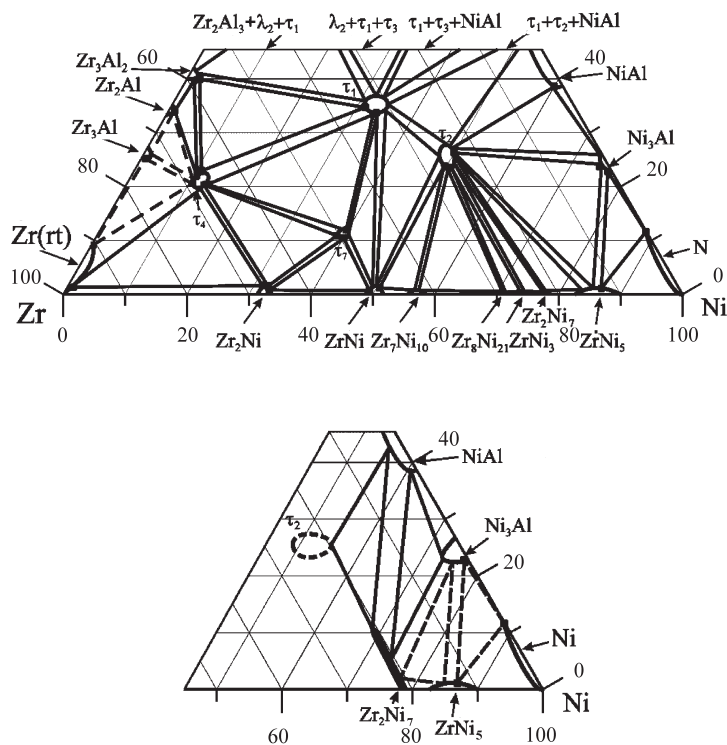 Zr₂Al₃+λ₂+τ₁ λ₂+τ₁+τ₃ τ₁+τ₃+NiAl τ₁+τ₂+NiAl
Zr₃Al₂ 60 40
NiAl
Zr₂Al τ₁
Zr₃Al τ₂ Ni₃Al
80 20
τ₄
Zr(rt) τ₇ N
100 0
Zr Ni
0 20 40 60 80 100
Zr₂Ni ZrNi Zr₇Ni₁₀ Zr₈Ni₂₁ ZrNi₃ Zr₂Ni₇ ZrNi₅
40
NiAl
τ₂ Ni₃Al
20
Ni
0
Ni
60 80 100
Zr₂Ni₇ ZrNi₅